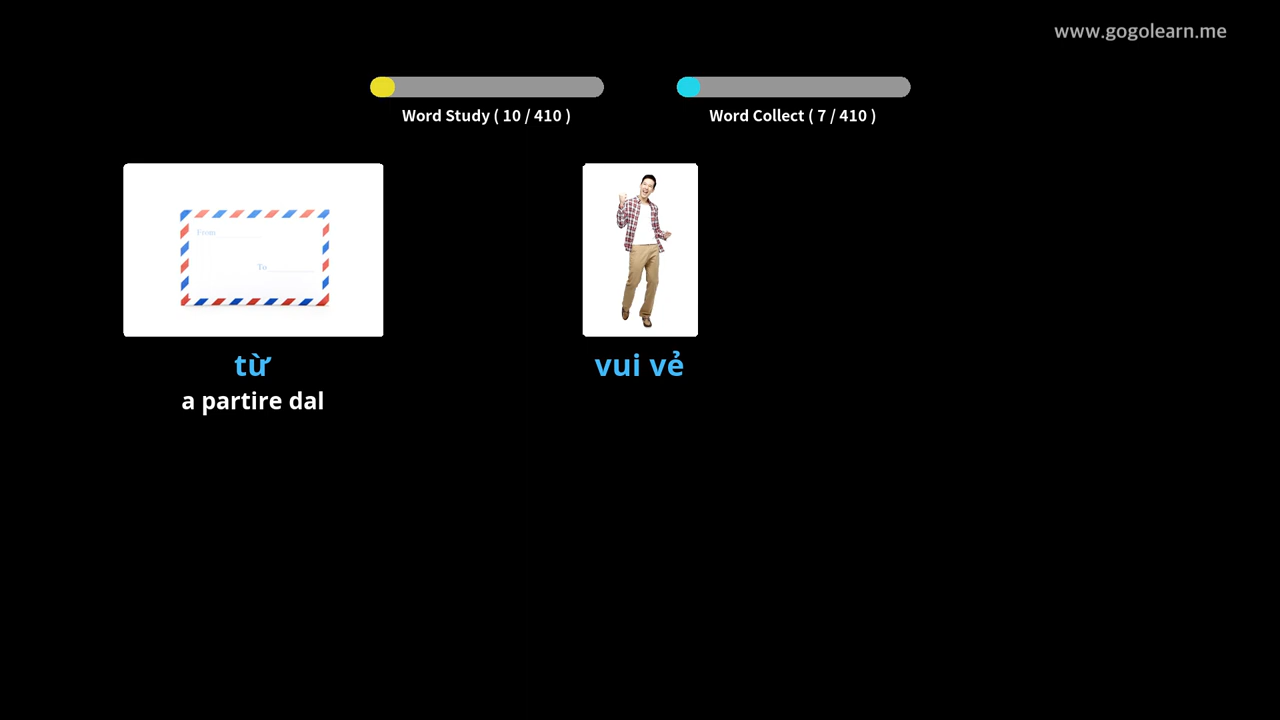 www.gogolearn.me
Word Study ( 10 / 410 )
Word Collect ( 7 / 410 )
From
To
từ
a partire dal
vui vẻ